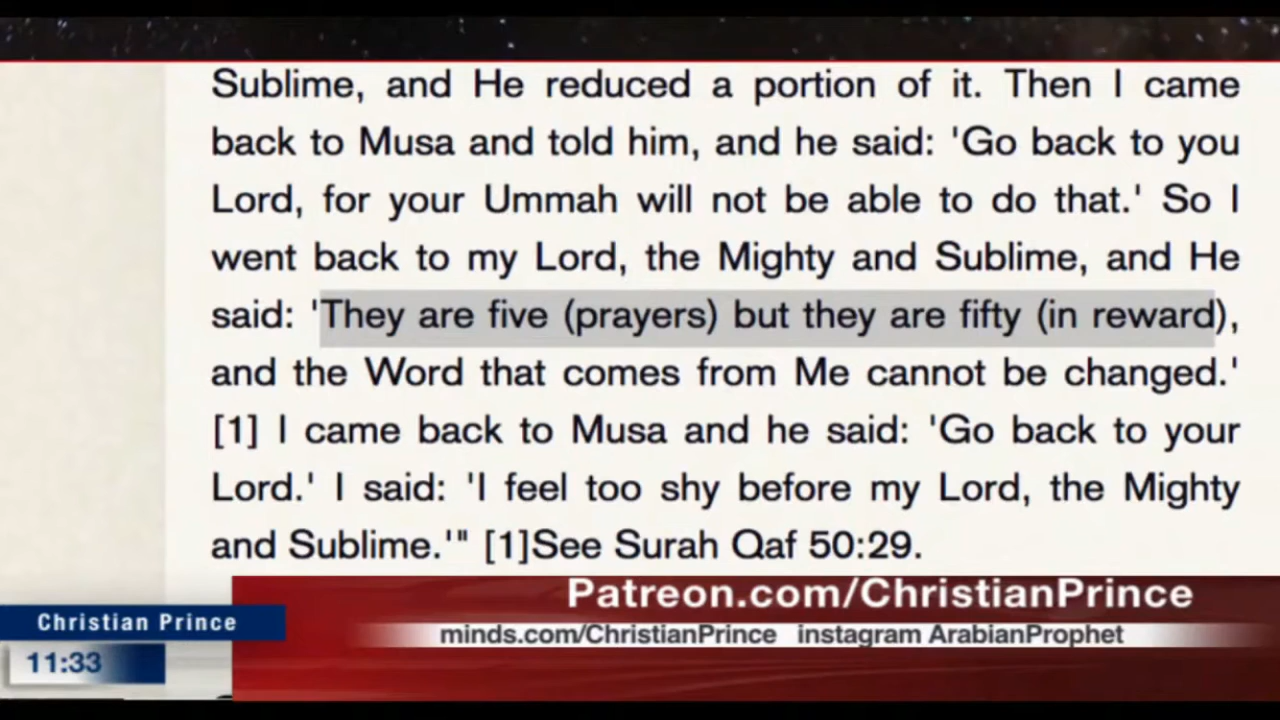 Sublime, and He reduced a portion of it. Then I came
back to Musa and told him, and he said: 'Go back to you
Lord, for your Ummah will not be able to do that.' So I
went back to my Lord, the Mighty and Sublime, and He
said: 'They are five (prayers) but they are fifty (in reward),
and the Word that comes from Me cannot be changed.'
[1] I came back to Musa and he said: 'Go back to your
Lord.' I said: 'I feel too shy before my Lord, the Mighty
and Sublime.'" [1]See Surah Qaf 50:29.
Patreon.com/ChristianPrince
Christian Prince
minds.com/ChristianPrince instagram ArabianProphet
11:33